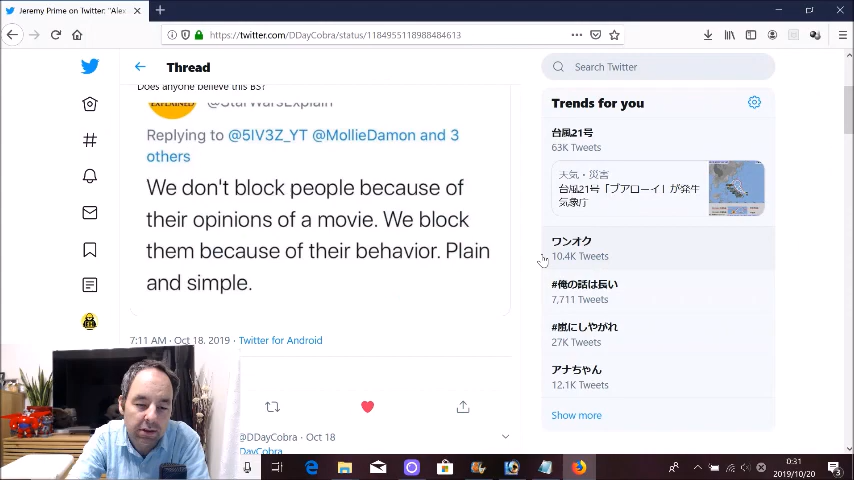 Jeremy Prime on Twitter: "Alex
https://twitter.com/DDayCobra/status/1184955118988484613
Thread
Does anyone believe this BS?
EXPLAINED
@StarWarsExplain
Replying to @5IV3Z_YT @MollieDamon and 3
others
We don't block people because of
their opinions of a movie. We block
them because of their behavior. Plain
and simple.
7:11 AM · Oct 18, 2019 · Twitter for Android
@DDayCobra · Oct 18
DDayCobra
Search Twitter
Trends for you
台風21号
63K Tweets
天気・災害
台風21号「ブアローイ」が発生
気象庁
ワンオク
10.4K Tweets
#俺の話は長い
7,711 Tweets
#嵐にしやがれ
27K Tweets
アナちゃん
12.1K Tweets
Show more
0:31
2019/10/20
3